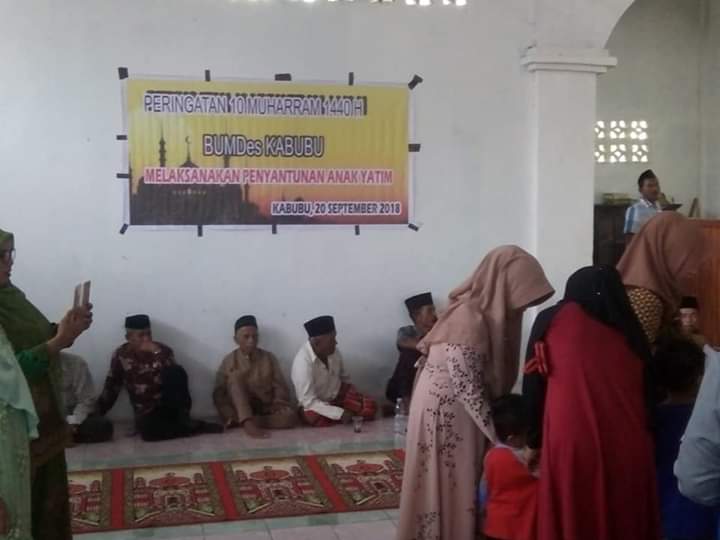 PERINGATAN 10 MUHARRAM 1440 H
BUMDes KABUBU
MELAKSANAKAN PENYANTUNAN ANAK YATIM
KABUBU, 20 SEPTEMBER 2018